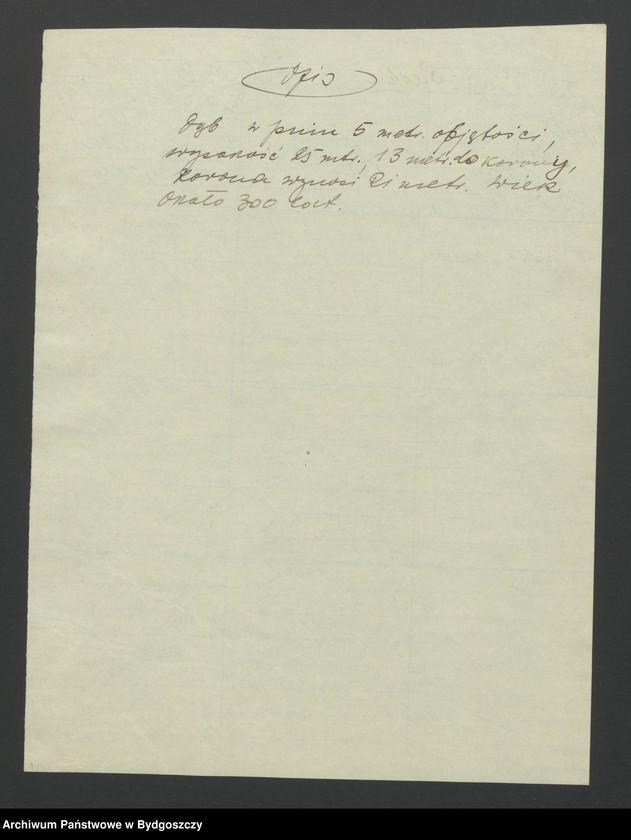 Opis
Dąb w pniu 5 metr. objętości,
wysokość 25 mtr., 13 metr. do korony,
korona wynosi 21 metr. Wiek
około 300 lat.
Archiwum Państwowe w Bydgoszczy